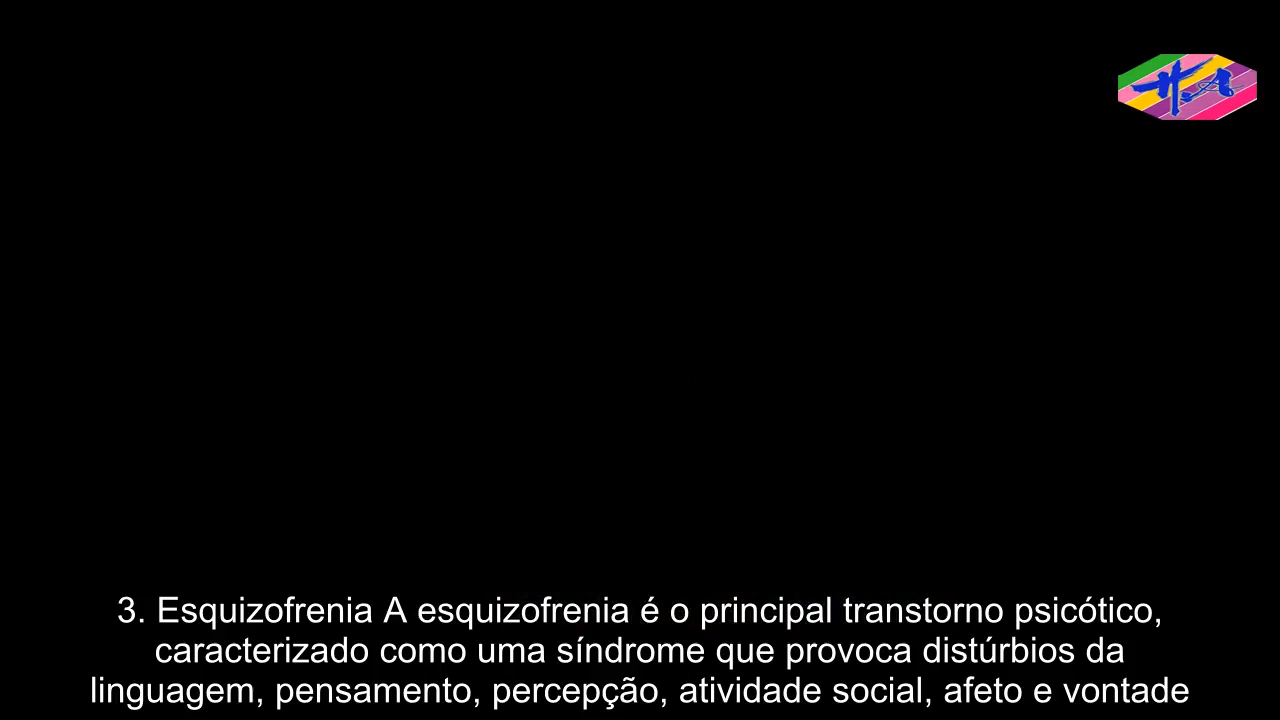 3. Esquizofrenia A esquizofrenia é o principal transtorno psicótico,
caracterizado como uma síndrome que provoca distúrbios da
linguagem, pensamento, percepção, atividade social, afeto e vontade